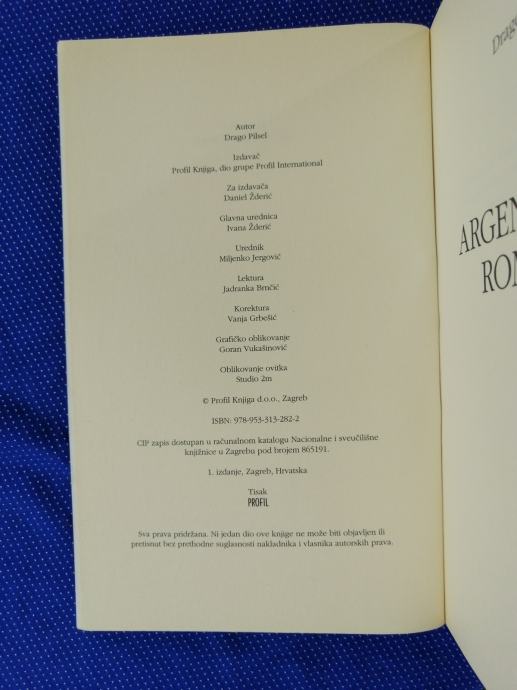 Autor
Drago Pilsel
Izdavač
Profil Knjiga, dio grupe Profil International
Za izdavača
Daniel Žderić
Glavna urednica
Ivana Žderić
Urednik
Miljenko Jergović
Lektura
Jadranka Brnčić
Korektura
Vanja Grbešić
Grafičko oblikovanje
Goran Vukašinović
Oblikovanje ovitka
Studio 2m
© Profil Knjiga d.o.o., Zagreb
ISBN: 978-953-313-282-2
CIP zapis dostupan u računalnom katalogu Nacionalne i sveučilišne
knjižnice u Zagrebu pod brojem 865191.
1. izdanje, Zagreb, Hrvatska
Tisak
PROFIL
Sva prava pridržana. Ni jedan dio ove knjige ne može biti objavljen ili
pretisnut bez prethodne suglasnosti nakladnika i vlasnika autorskih prava.
Drago
ARGEN
ROM